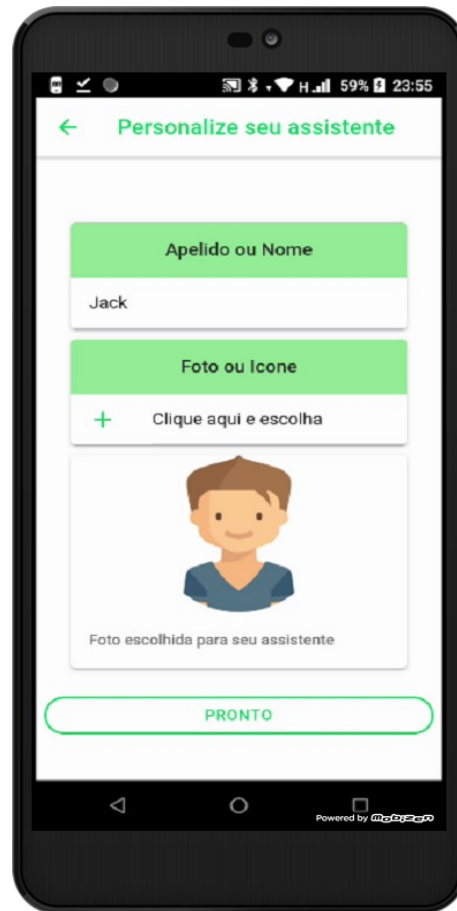 H 59% 23:55
Personalize seu assistente
Apelido ou Nome
Jack
Foto ou Icone
Clique aqui e escolha
Foto escolhida para seu assistente
PRONTO
Powered by Mobizen